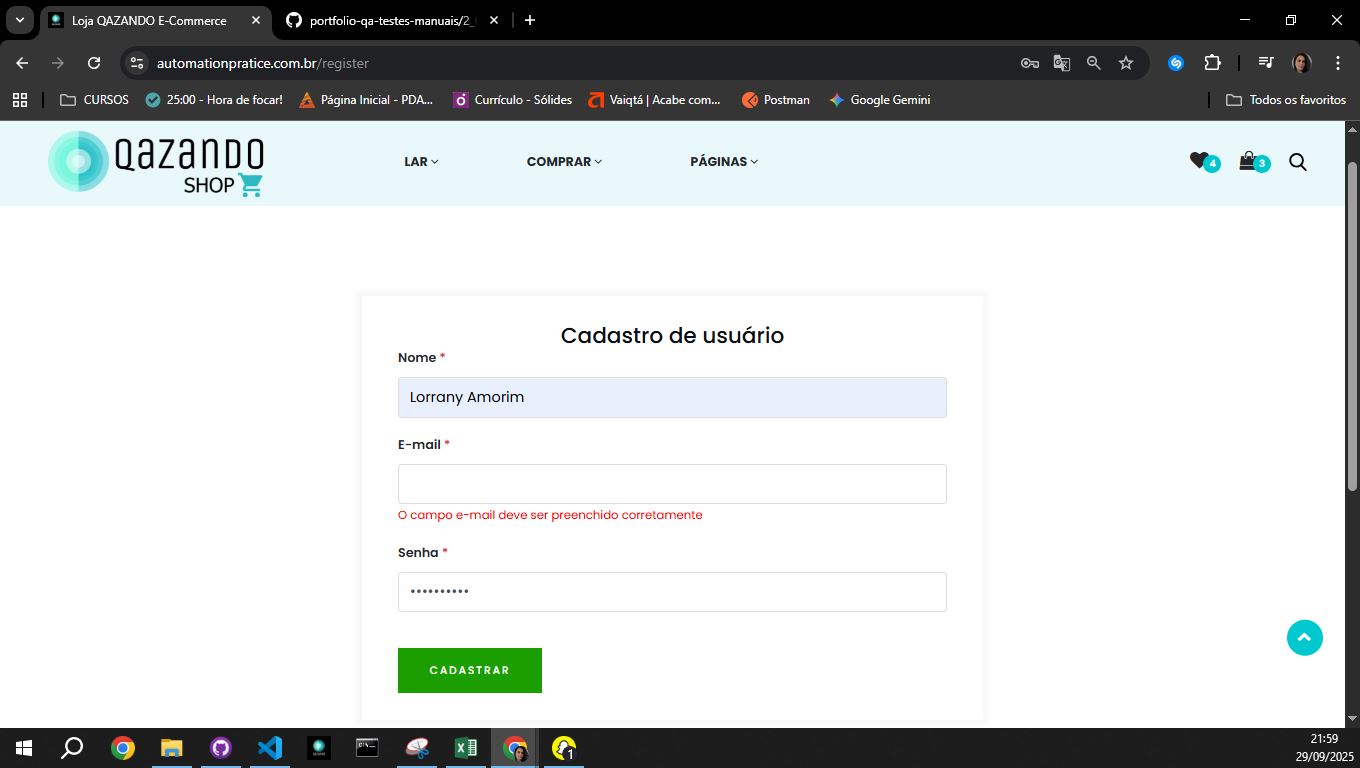 Loja QAZANDO E-Commerce
portfolio-qa-testes-manuais/2_
automationpratice.com.br/register
CURSOS
25:00 - Hora de focar!
Página Inicial - PDA...
Currículo - Sólides
Vaiqtá | Acabe com...
Postman
Google Gemini
Todos os favoritos
QAZANDO
SHOP
LAR
COMPRAR
PÁGINAS
4
3
Cadastro de usuário
Nome *
Lorrany Amorim
E-mail *
O campo e-mail deve ser preenchido corretamente
Senha *
••••••••••
CADASTRAR
1
21:59
29/09/2025